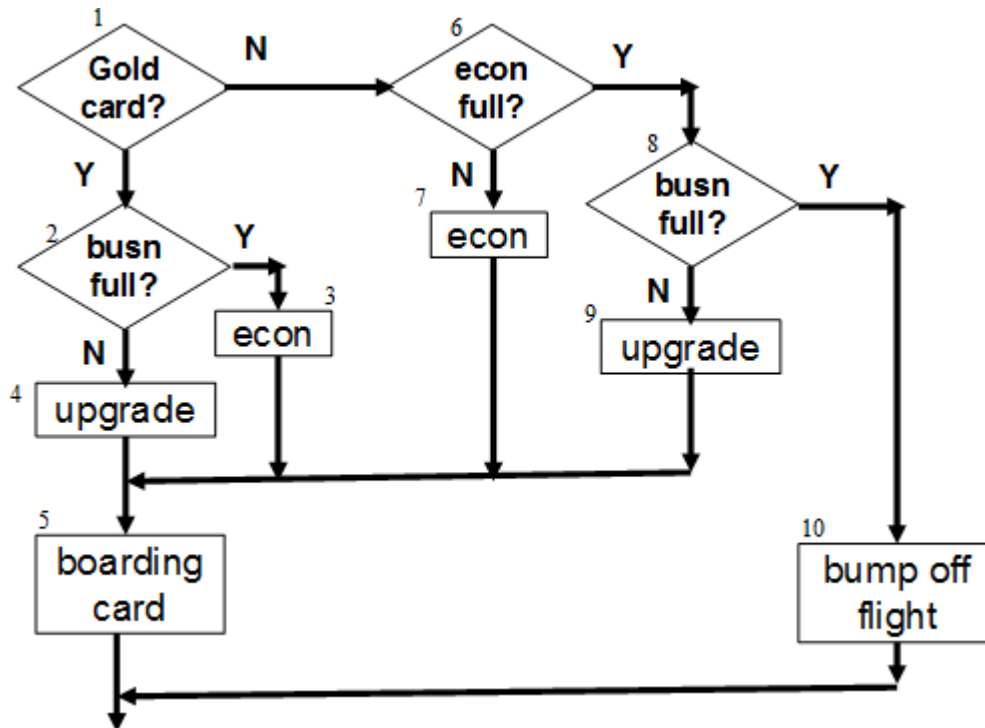 1
Gold
card?
N
6
econ
full?
Y
Y
N
8
busn
full?
Y
2
busn
full?
Y
7
econ
3
econ
N
9
upgrade
N
4
upgrade
5
boarding
card
10
bump off
flight